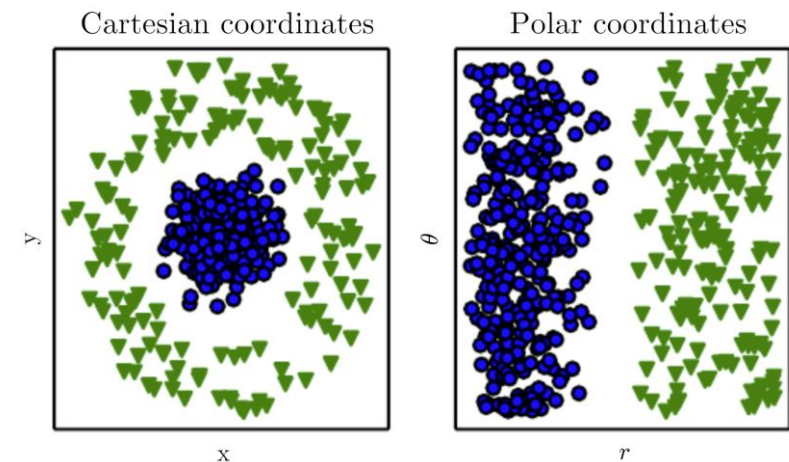 Cartesian coordinates
Polar coordinates
y
x
θ
r